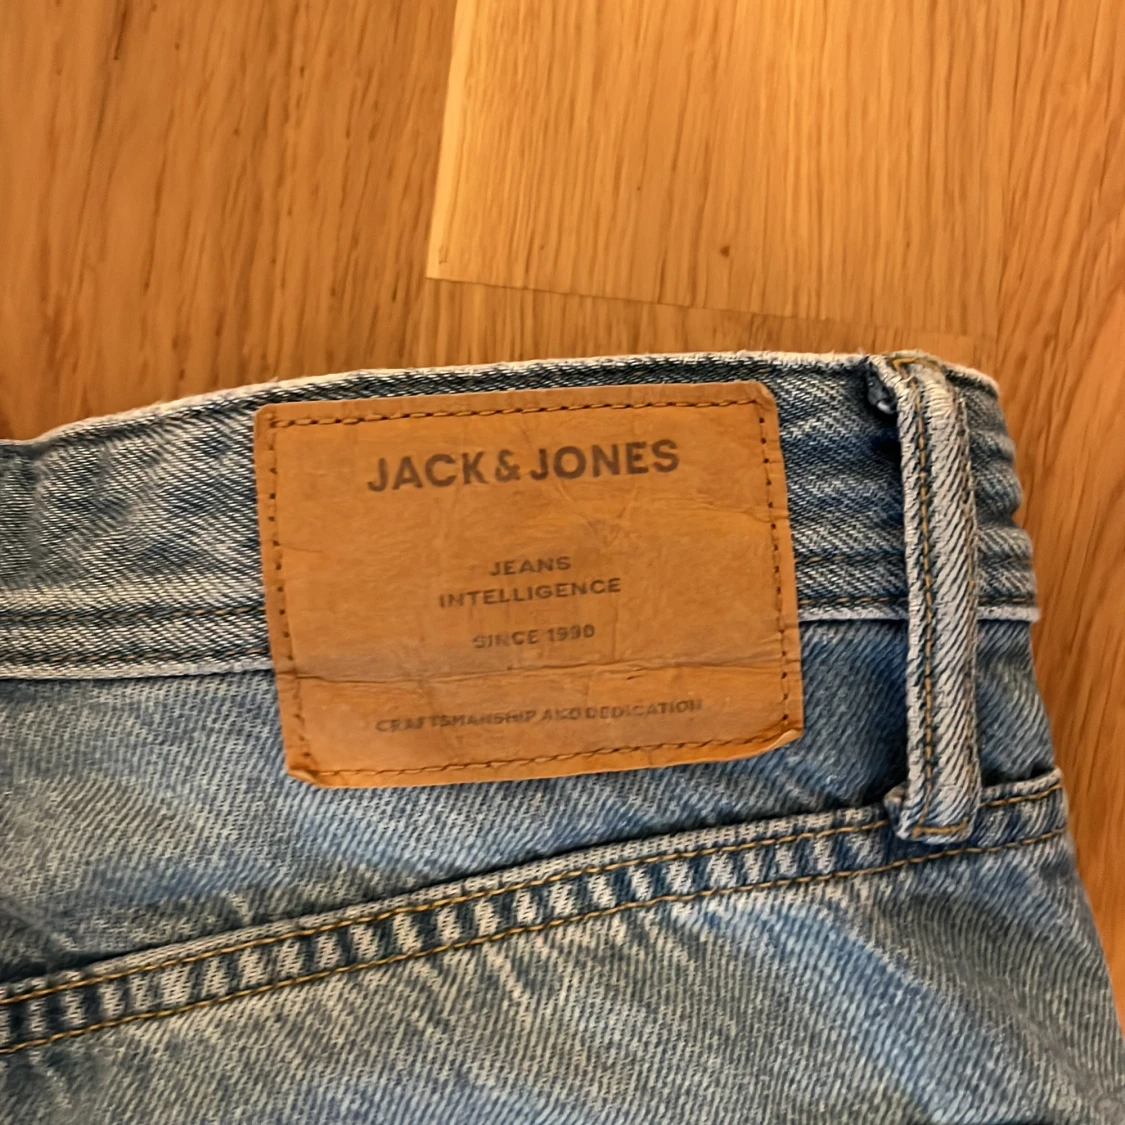 JACK & JONES
JEANS
INTELLIGENCE
SINCE 1990
CRAFTSMANSHIP AND DEDICATION